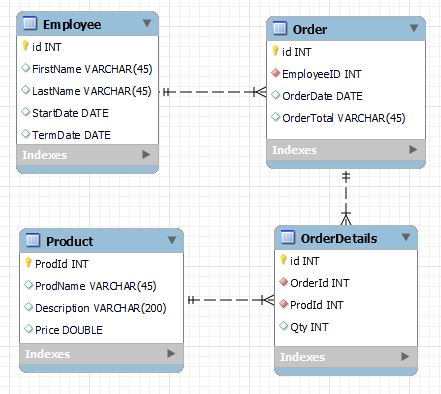 Employee
id INT
FirstName VARCHAR(45)
LastName VARCHAR(45)
StartDate DATE
TermDate DATE
Indexes
Order
id INT
EmployeeID INT
OrderDate DATE
OrderTotal VARCHAR(45)
Indexes
Product
ProdId INT
ProdName VARCHAR(45)
Description VARCHAR(200)
Price DOUBLE
Indexes
OrderDetails
id INT
OrderId INT
ProdId INT
Qty INT
Indexes